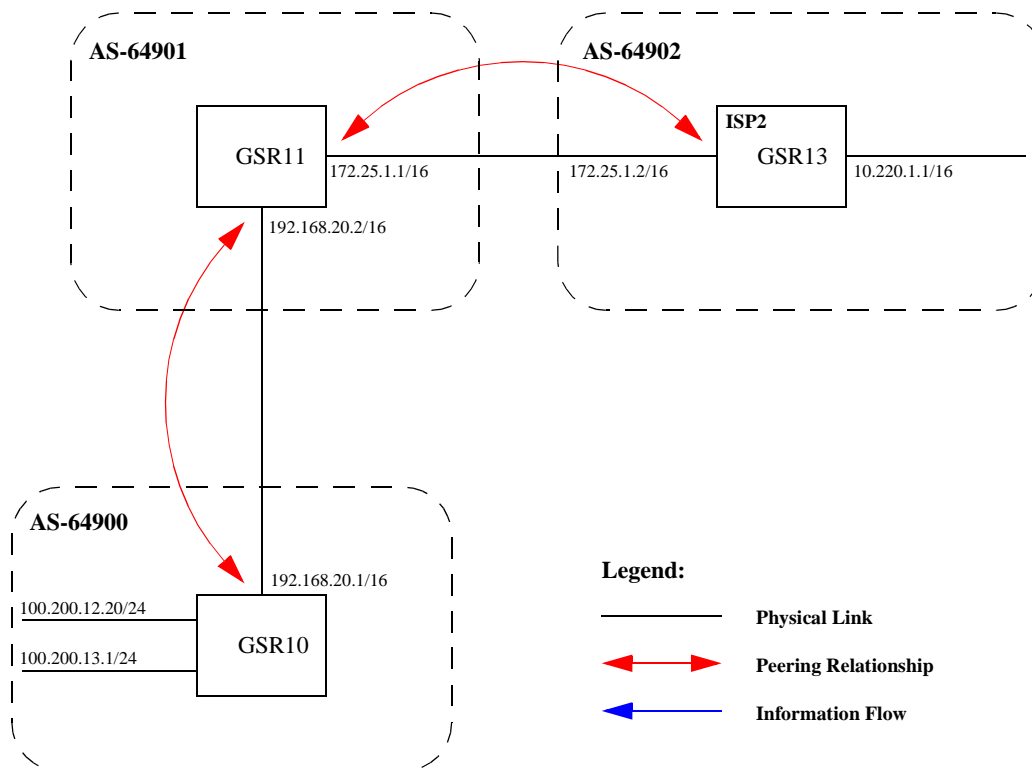 AS-64901
AS-64902
ISP2
GSR11
GSR13
172.25.1.1/16
172.25.1.2/16
10.220.1.1/16
192.168.20.2/16
AS-64900
192.168.20.1/16
100.200.12.20/24
100.200.13.1/24
GSR10
Legend:
Physical Link
Peering Relationship
Information Flow